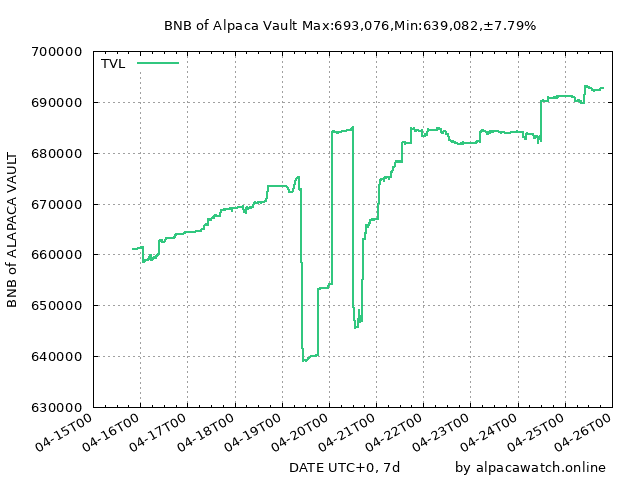 BNB of Alpaca Vault Max:693,076,Min:639,082,±7.79%
TVL
BNB of ALAPACA VAULT
700000
690000
680000
670000
660000
650000
640000
630000
04-15T00
04-16T00
04-17T00
04-18T00
04-19T00
04-20T00
04-21T00
04-22T00
04-23T00
04-24T00
04-25T00
04-26T00
DATE UTC+0, 7d
by alpacawatch.online